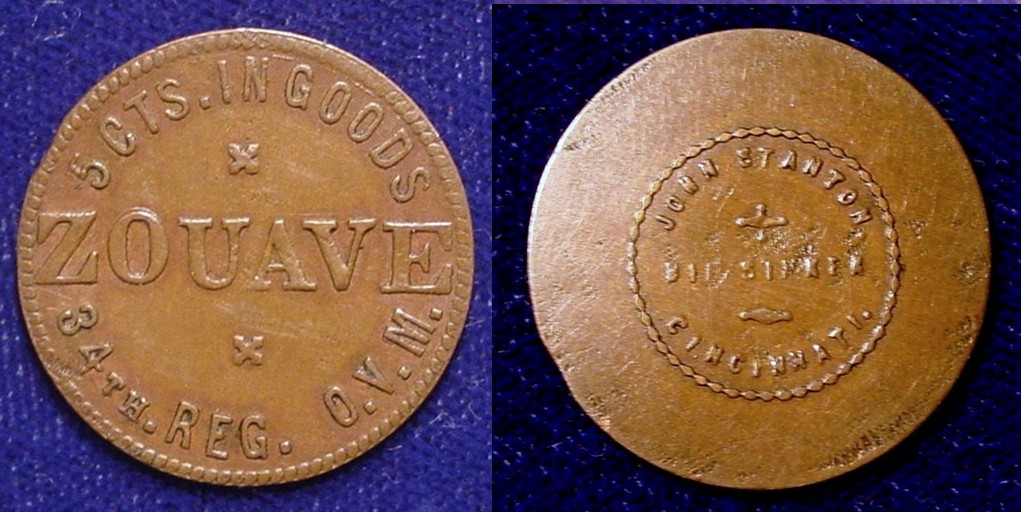 5 CTS. IN GOODS
ZOUAVE
34TH. REG. O.V.M.
JOHN STANTON,
DIE SINKER
CINCINNATI.